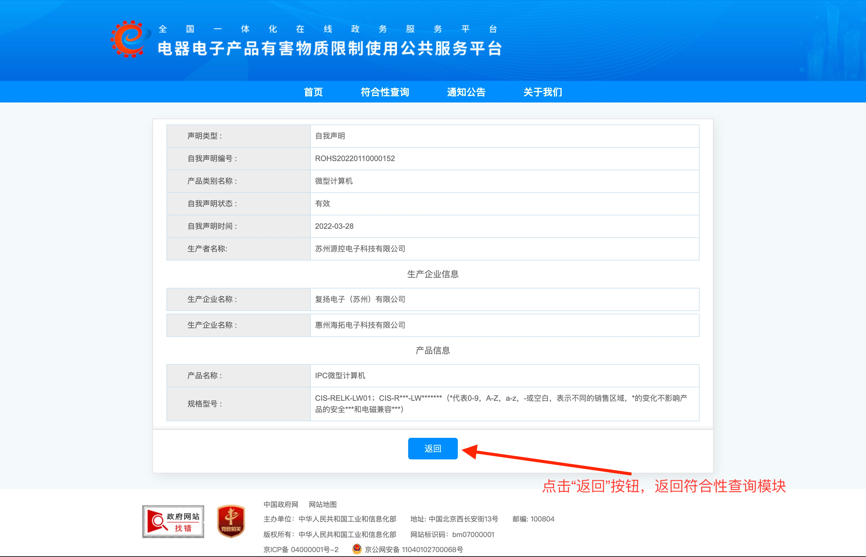 全国一体化在线政务服务平台
电器电子产品有害物质限制使用公共服务平台
首页 符合性查询 通知公告 关于我们
声明类型： 自我声明
自我声明编号： ROHS20220110000152
产品类别名称： 微型计算机
自我声明状态： 有效
自我声明时间： 2022-03-28
生产者名称: 苏州源控电子科技有限公司
生产企业信息
生产企业名称： 复扬电子（苏州）有限公司
生产企业名称： 惠州海拓电子科技有限公司
产品信息
产品名称： IPC微型计算机
规格型号： CIS-RELK-LW01；CIS-R***-LW*******（*代表0-9，A-Z，a-z，-或空白，表示不同的销售区域，*的变化不影响产
品的安全***和电磁兼容***）
返回
点击“返回”按钮，返回符合性查询模块
政府网站
找错
党政机关
中国政府网 网站地图
主办单位：中华人民共和国工业和信息化部 地址: 中国北京西长安街13号 邮编: 100804
版权所有：中华人民共和国工业和信息化部 网站标识码：bm07000001
京ICP备 04000001号-2 京公网安备 11040102700068号